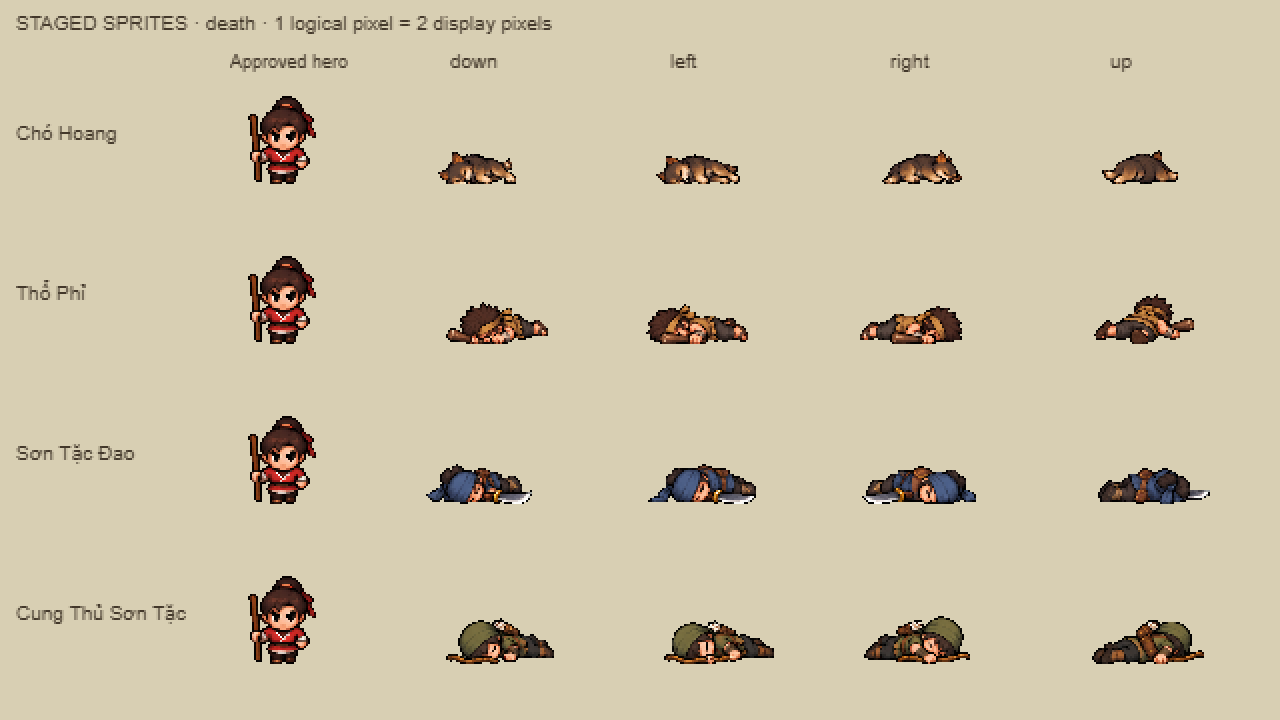 STAGED SPRITES · death · 1 logical pixel = 2 display pixels
Approved hero down left right up
Chó Hoang
Thổ Phỉ
Sơn Tặc Đao
Cung Thủ Sơn Tặc